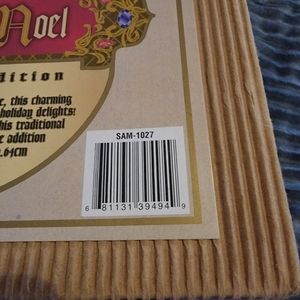 Noel
dition
e, this charming
holiday delights!
his traditional
e addition
.64CM
SAM-1027
6 81131 39494 9